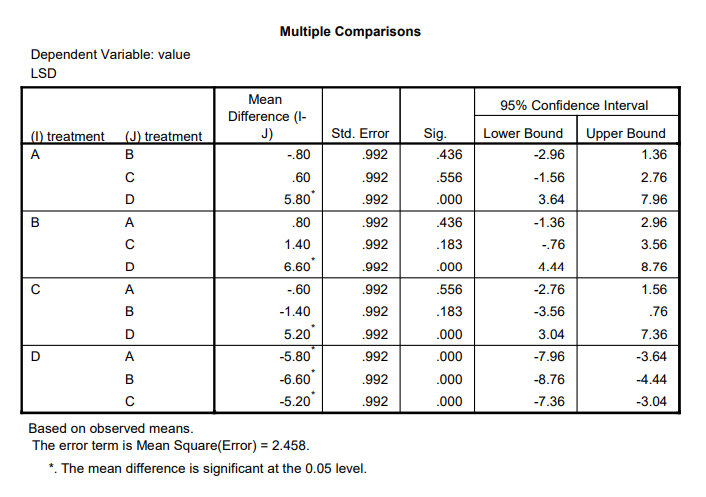 Multiple Comparisons
Dependent Variable: value
LSD
Mean
95% Confidence Interval
Difference (I-
(I) treatment (J) treatment J) Std. Error Sig. Lower Bound Upper Bound
A B -.80 .992 .436 -2.96 1.36
C .60 .992 .556 -1.56 2.76
D 5.80* .992 .000 3.64 7.96
B A .80 .992 .436 -1.36 2.96
C 1.40 .992 .183 -.76 3.56
D 6.60* .992 .000 4.44 8.76
C A -.60 .992 .556 -2.76 1.56
B -1.40 .992 .183 -3.56 .76
D 5.20* .992 .000 3.04 7.36
D A -5.80* .992 .000 -7.96 -3.64
B -6.60* .992 .000 -8.76 -4.44
C -5.20* .992 .000 -7.36 -3.04
Based on observed means.
The error term is Mean Square(Error) = 2.458.
*. The mean difference is significant at the 0.05 level.